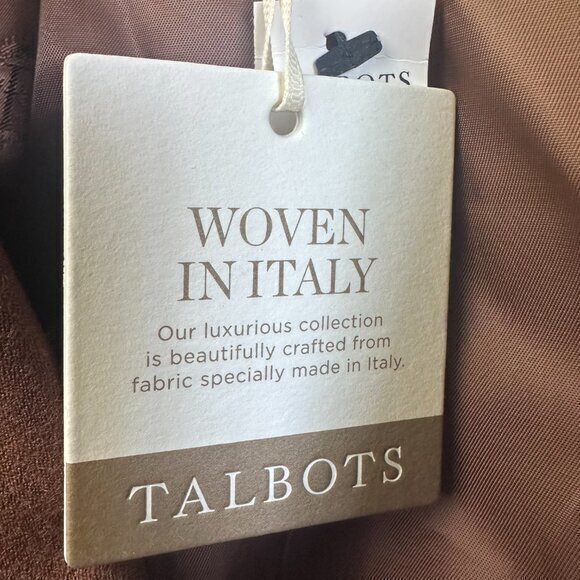 WOVEN
IN ITALY
Our luxurious collection
is beautifully crafted from
fabric specially made in Italy.
TALBOTS